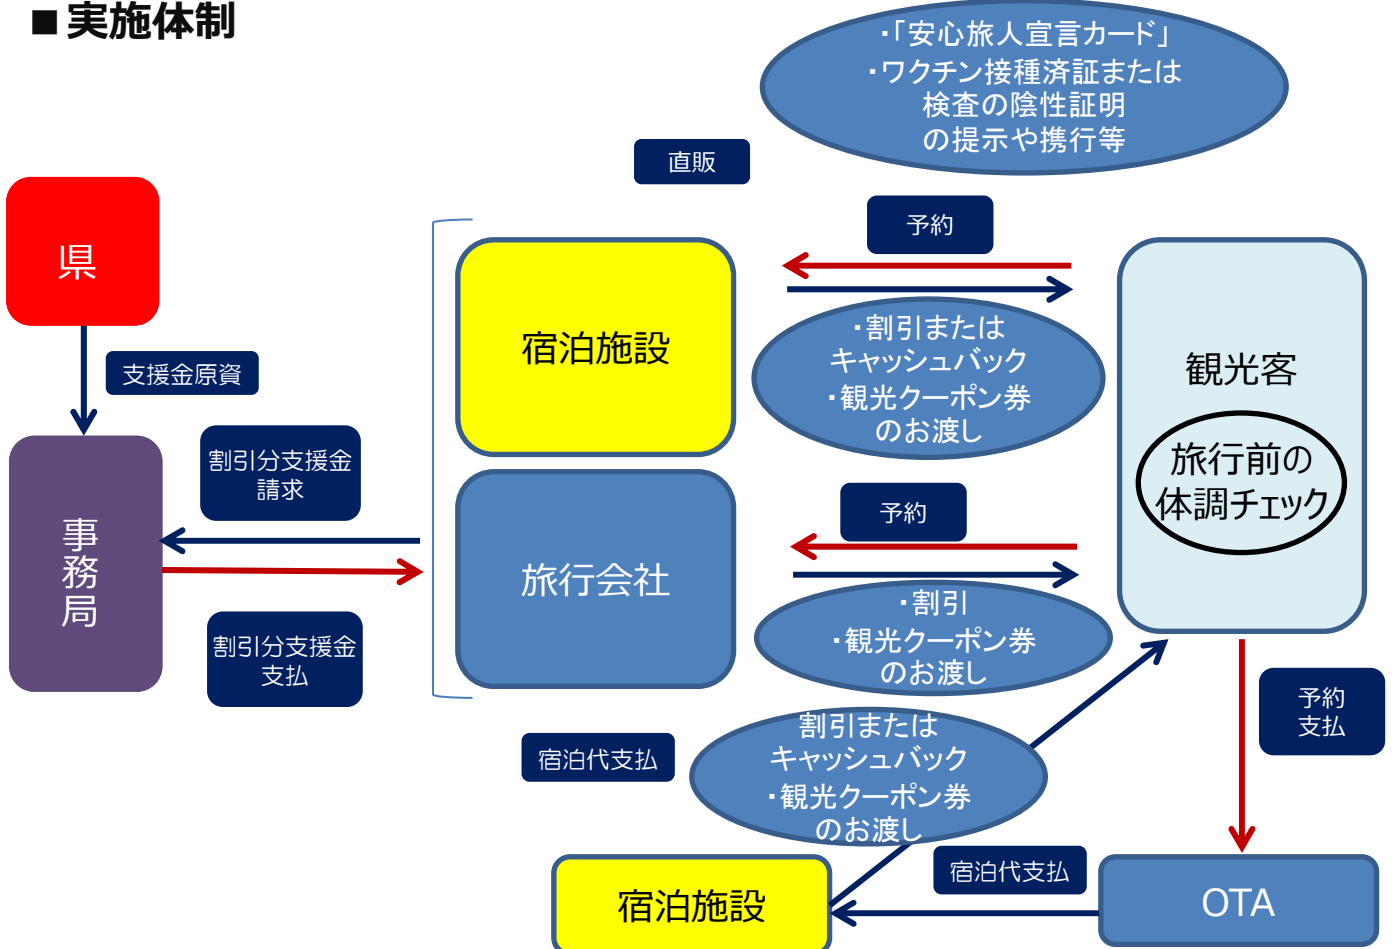 ■実施体制
・「安心旅人宣言カード」
・ワクチン接種済証または
検査の陰性証明
の提示や携行等
直販
県
予約
宿泊施設
・割引または
キャッシュバック
・観光クーポン券
のお渡し
観光客
旅行前の
体調チェック
支援金原資
割引分支援金
請求
事
務
局
割引分支援金
支払
旅行会社
予約
・割引
・観光クーポン券
のお渡し
予約
支払
宿泊代支払
割引または
キャッシュバック
・観光クーポン券
のお渡し
宿泊代支払
宿泊施設
OTA